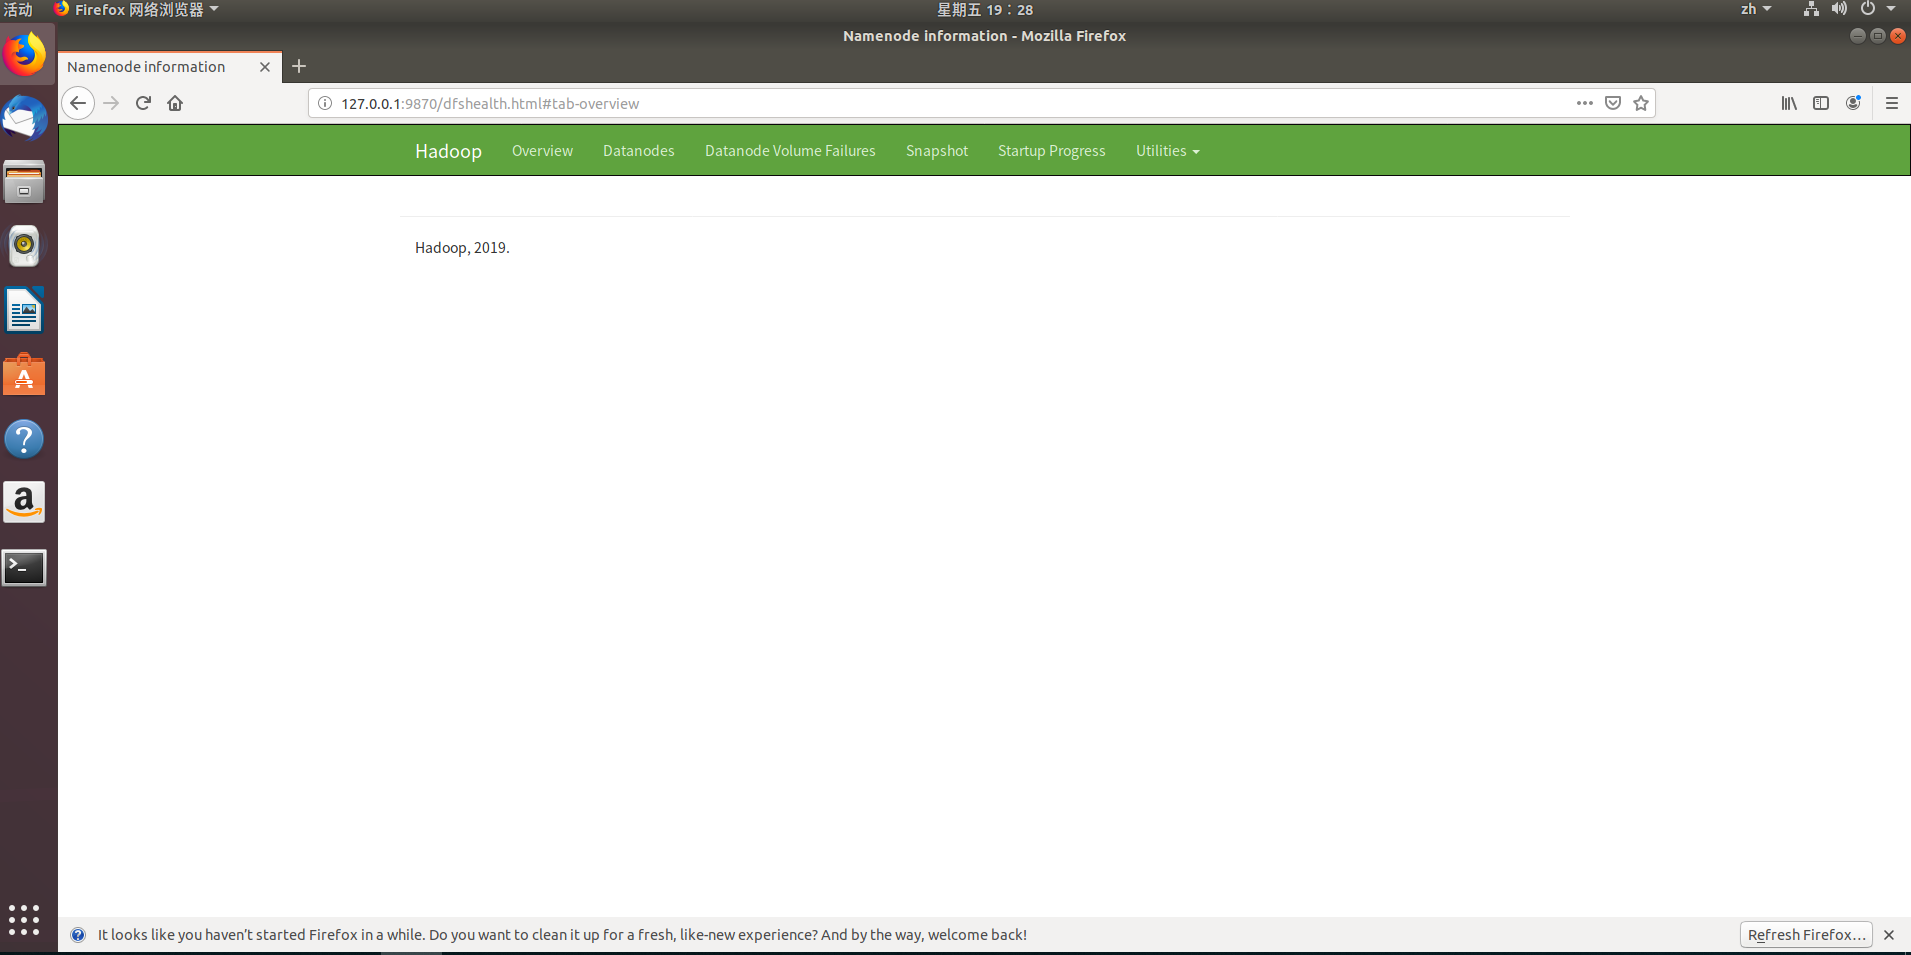 活动 Firefox 网络浏览器 星期五 19：28 zh
Namenode information - Mozilla Firefox
Namenode information
127.0.0.1:9870/dfshealth.html#tab-overview
Hadoop Overview Datanodes Datanode Volume Failures Snapshot Startup Progress Utilities
Hadoop, 2019.
It looks like you haven't started Firefox in a while. Do you want to clean it up for a fresh, like-new experience? And by the way, welcome back! Refresh Firefox...